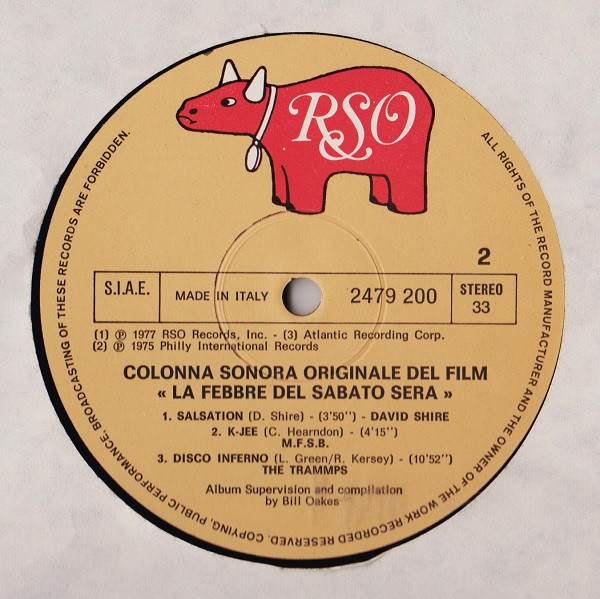 RSO
2
S.I.A.E.
MADE IN ITALY
2479 200
STEREO
33
(1) ℗ 1977 RSO Records, Inc. - (3) Atlantic Recording Corp.
(2) ℗ 1975 Philly International Records
COLONNA SONORA ORIGINALE DEL FILM
« LA FEBBRE DEL SABATO SERA »
1. SALSATION (D. Shire) - (3'50'') - DAVID SHIRE
2. K-JEE (C. Hearndon) - (4'15'')
M.F.S.B.
3. DISCO INFERNO (L. Green/R. Kersey) - (10'52'')
THE TRAMMPS
Album Supervision and compilation
by Bill Oakes
ALL RIGHTS OF THE RECORD MANUFACTURER AND THE OWNER OF THE WORK RECORDED RESERVED. COPYING, PUBLIC PERFORMANCE, BROADCASTING OF THESE RECORDS ARE FORBIDDEN.